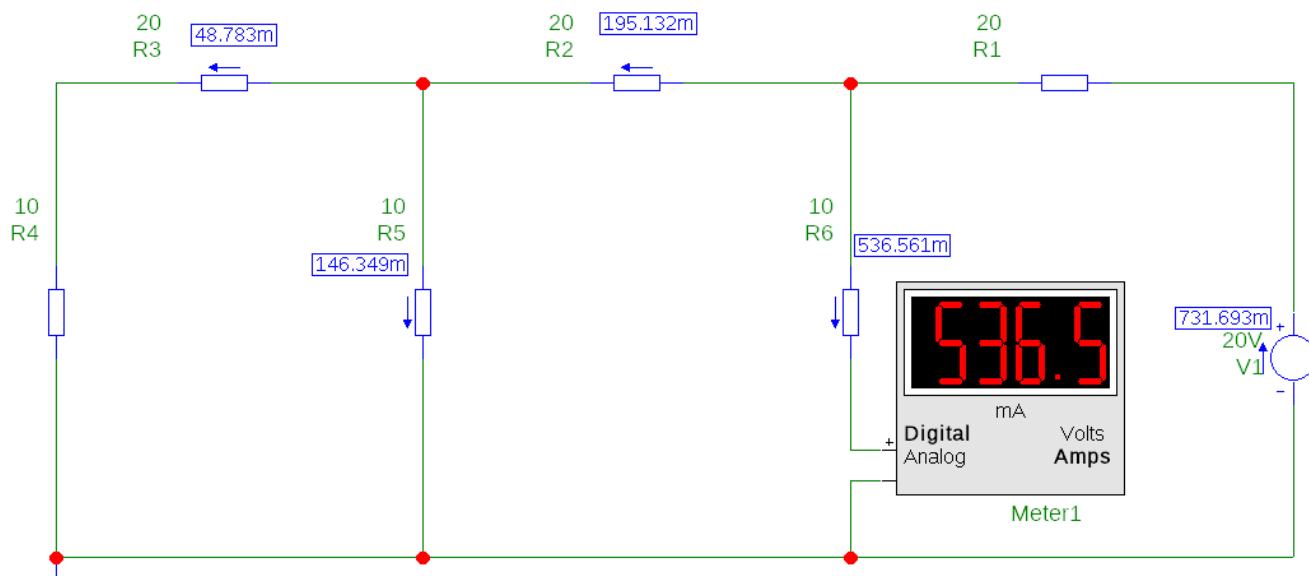 20
R3
48.783m
20
R2
195.132m
20
R1
10
R4
10
R5
146.349m
10
R6
536.561m
536.5
mA
Digital Volts
Analog Amps
+
Meter1
731.693m
+
20V
V1
-